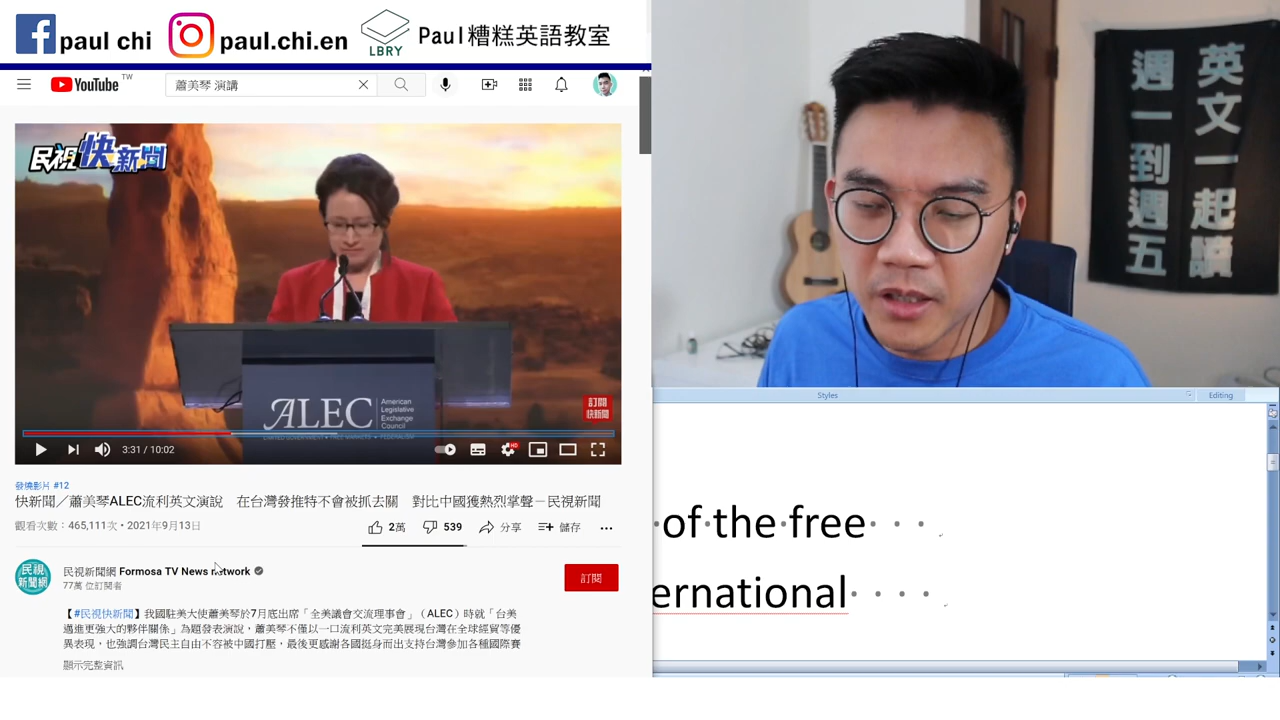 paul chi
paul.chi.en
LBRY
Paul糟糕英語教室
YouTube TW
蕭美琴 演講
民視快新聞
ALEC
American
Legislative
Exchange
Council
LIMITED GOVERNMENT · FREE MARKETS · FEDERALISM
訂閱
快新聞
3:31 / 10:02
HD
發燒影片 #12
快新聞/蕭美琴ALEC流利英文演說 在台灣發推特不會被抓去關 對比中國獲熱烈掌聲-民視新聞
觀看次數:465,111次 • 2021年9月13日
2萬
539
分享
儲存
民視
新聞網
民視新聞網 Formosa TV News network
77萬 位訂閱者
訂閱
【#民視快新聞】我國駐美大使蕭美琴於7月底出席「全美議會交流理事會」(ALEC)時就「台美
邁進更強大的夥伴關係」為題發表演說,蕭美琴不僅以一口流利英文完美展現台灣在全球經貿等優
異表現,也強調台灣民主自由不容被中國打壓,最後更感謝各國挺身而出支持台灣參加各種國際賽
顯示完整資訊
英文一起讀
週一到週五
Styles
Editing
of the free
ernational